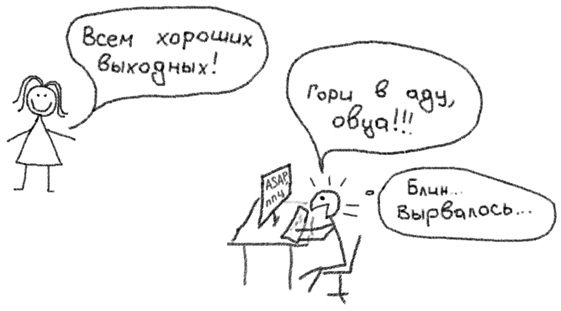 Всем хороших
выходных!
Гори в аду,
овца!!!
ASAP,
ппц
Блин...
Вырвалось...